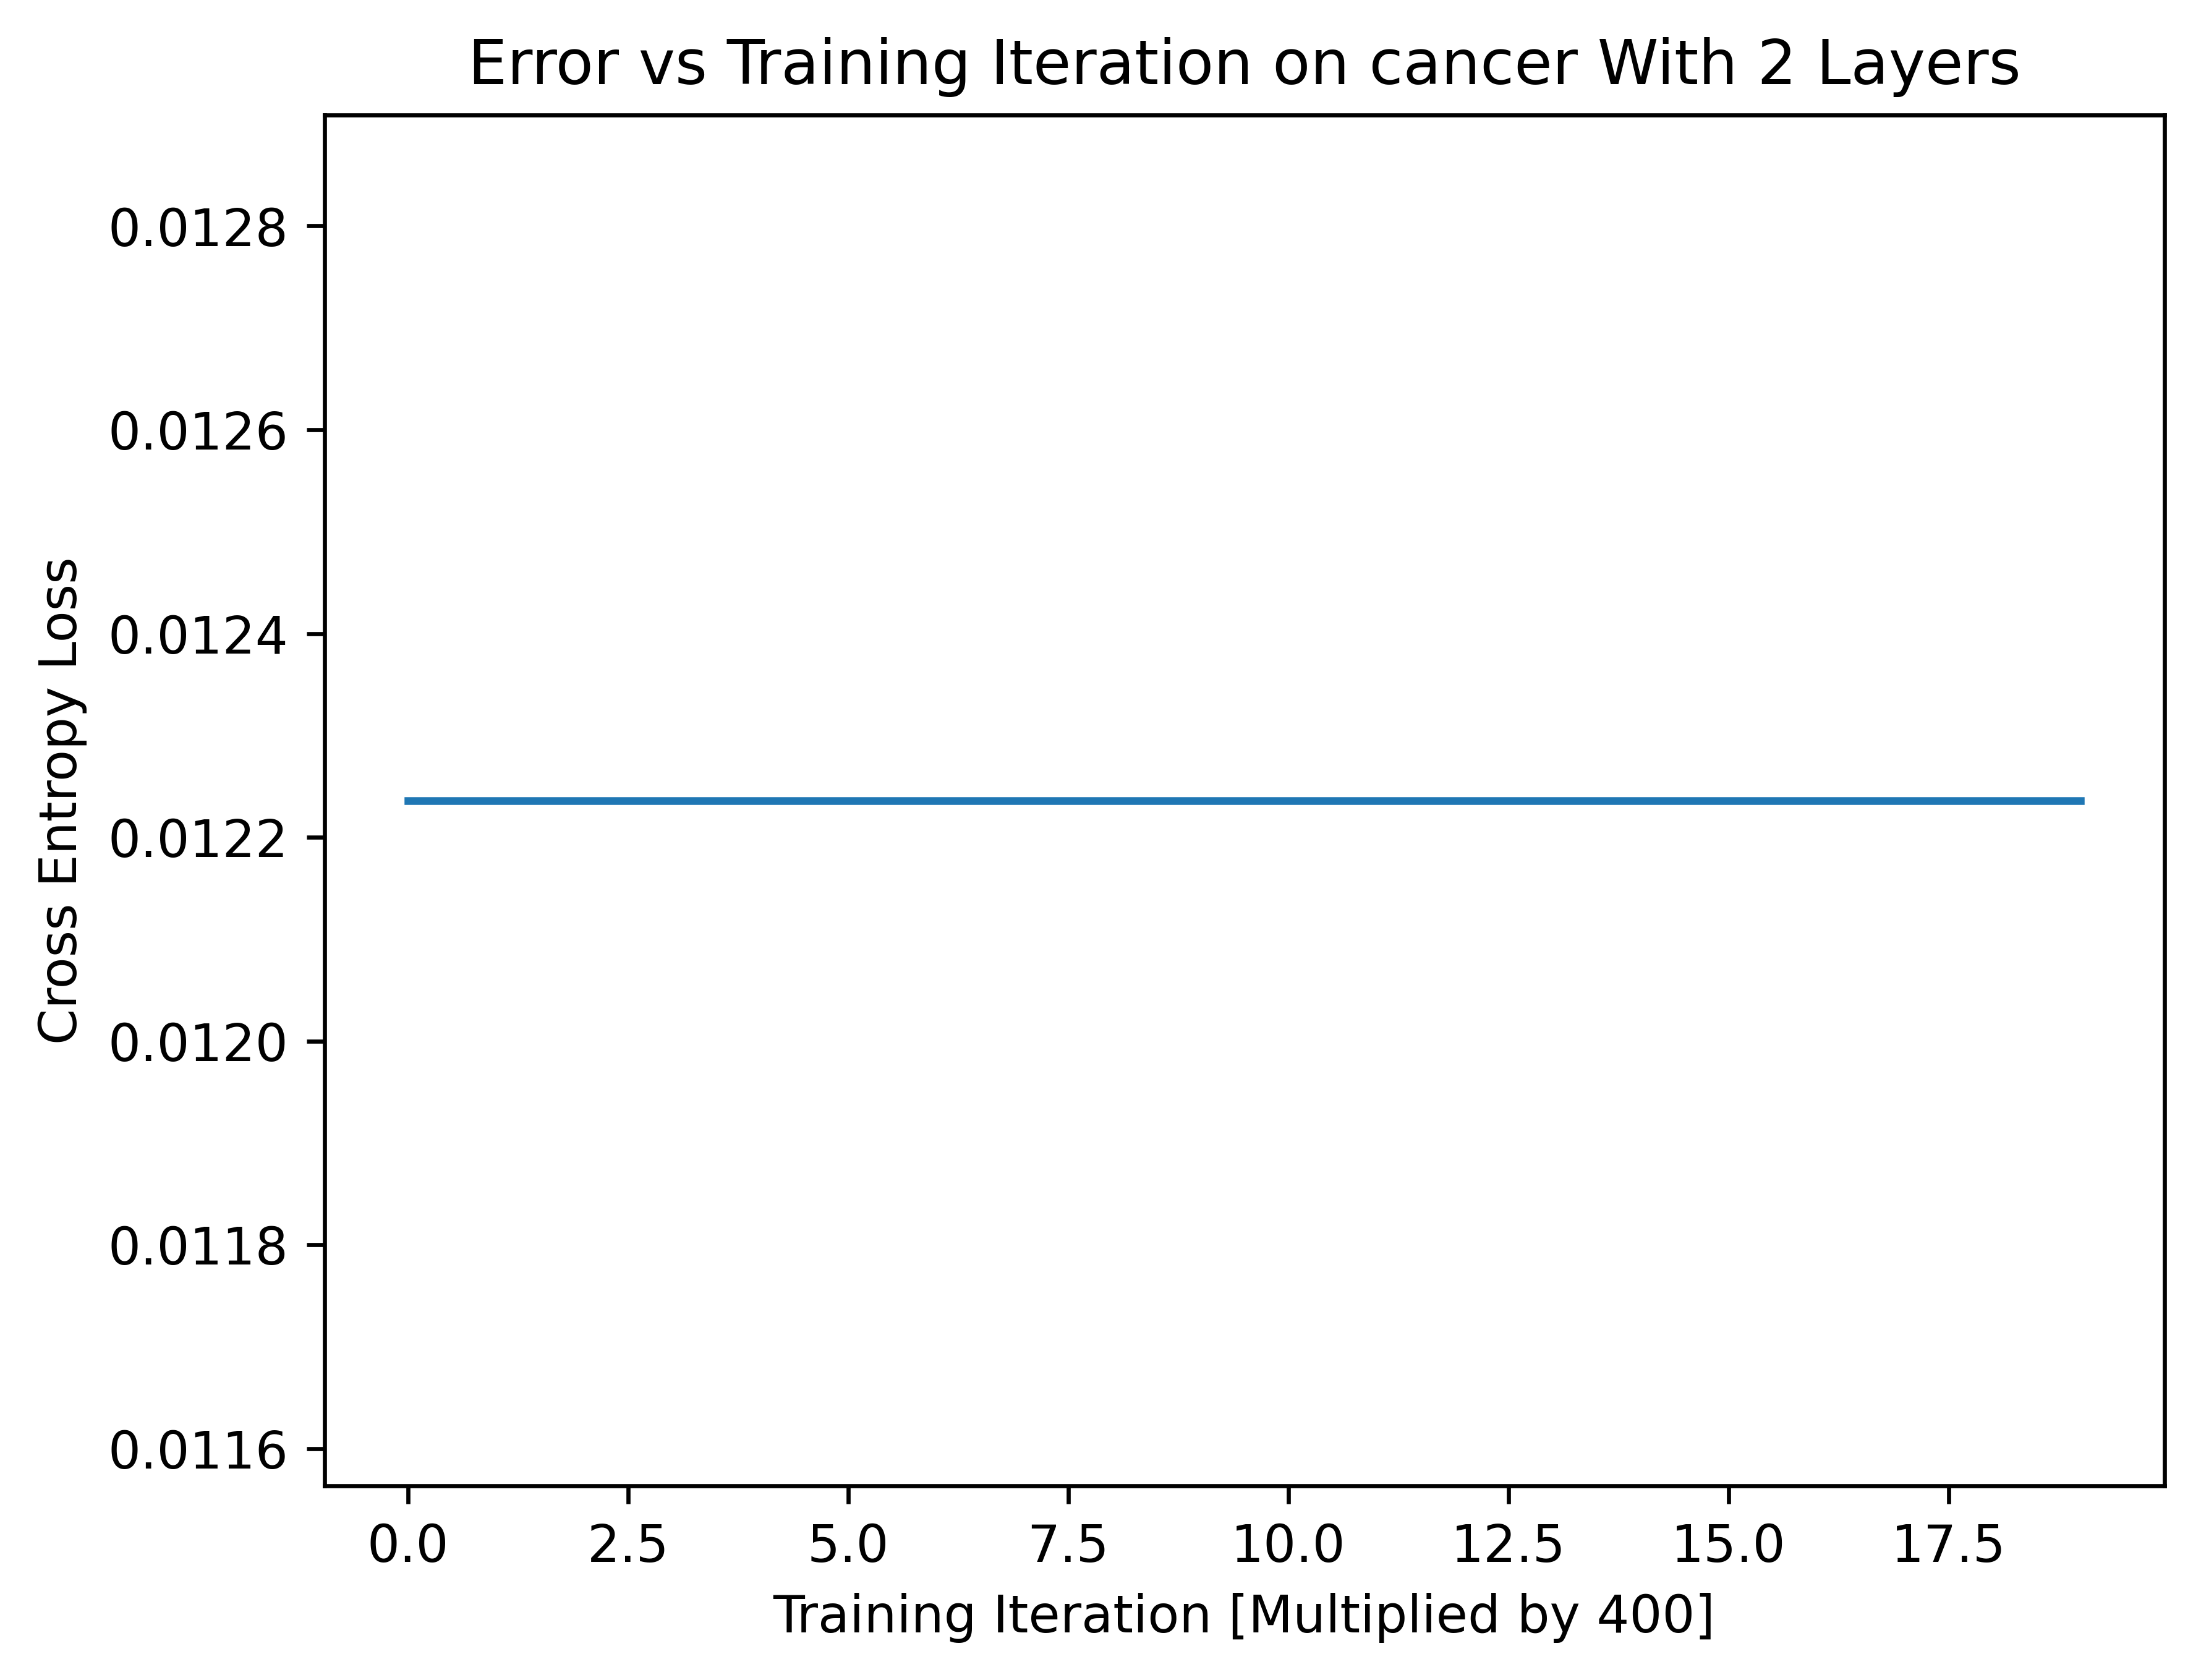 Error vs Training Iteration on cancer With 2 Layers
0.0128
0.0126
0.0124
0.0122
0.0120
0.0118
0.0116
Cross Entropy Loss
0.0 2.5 5.0 7.5 10.0 12.5 15.0 17.5
Training Iteration [Multiplied by 400]